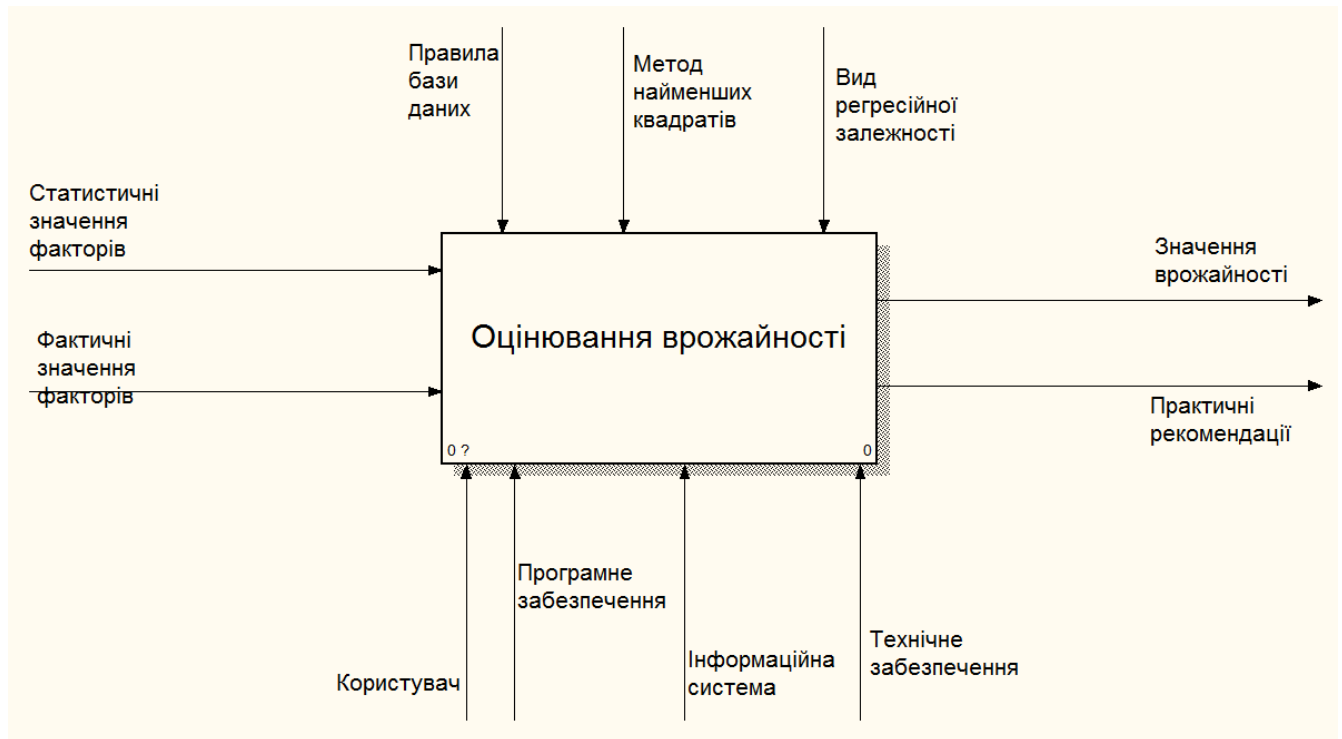 Правила
бази
даних
Метод
найменших
квадратів
Вид
регресійної
залежності
Статистичні
значення
факторів
Фактичні
значення
факторів
Оцінювання врожайності
0 ?
0
Значення
врожайності
Практичні
рекомендації
Користувач
Програмне
забезпечення
Інформаційна
система
Технічне
забезпечення